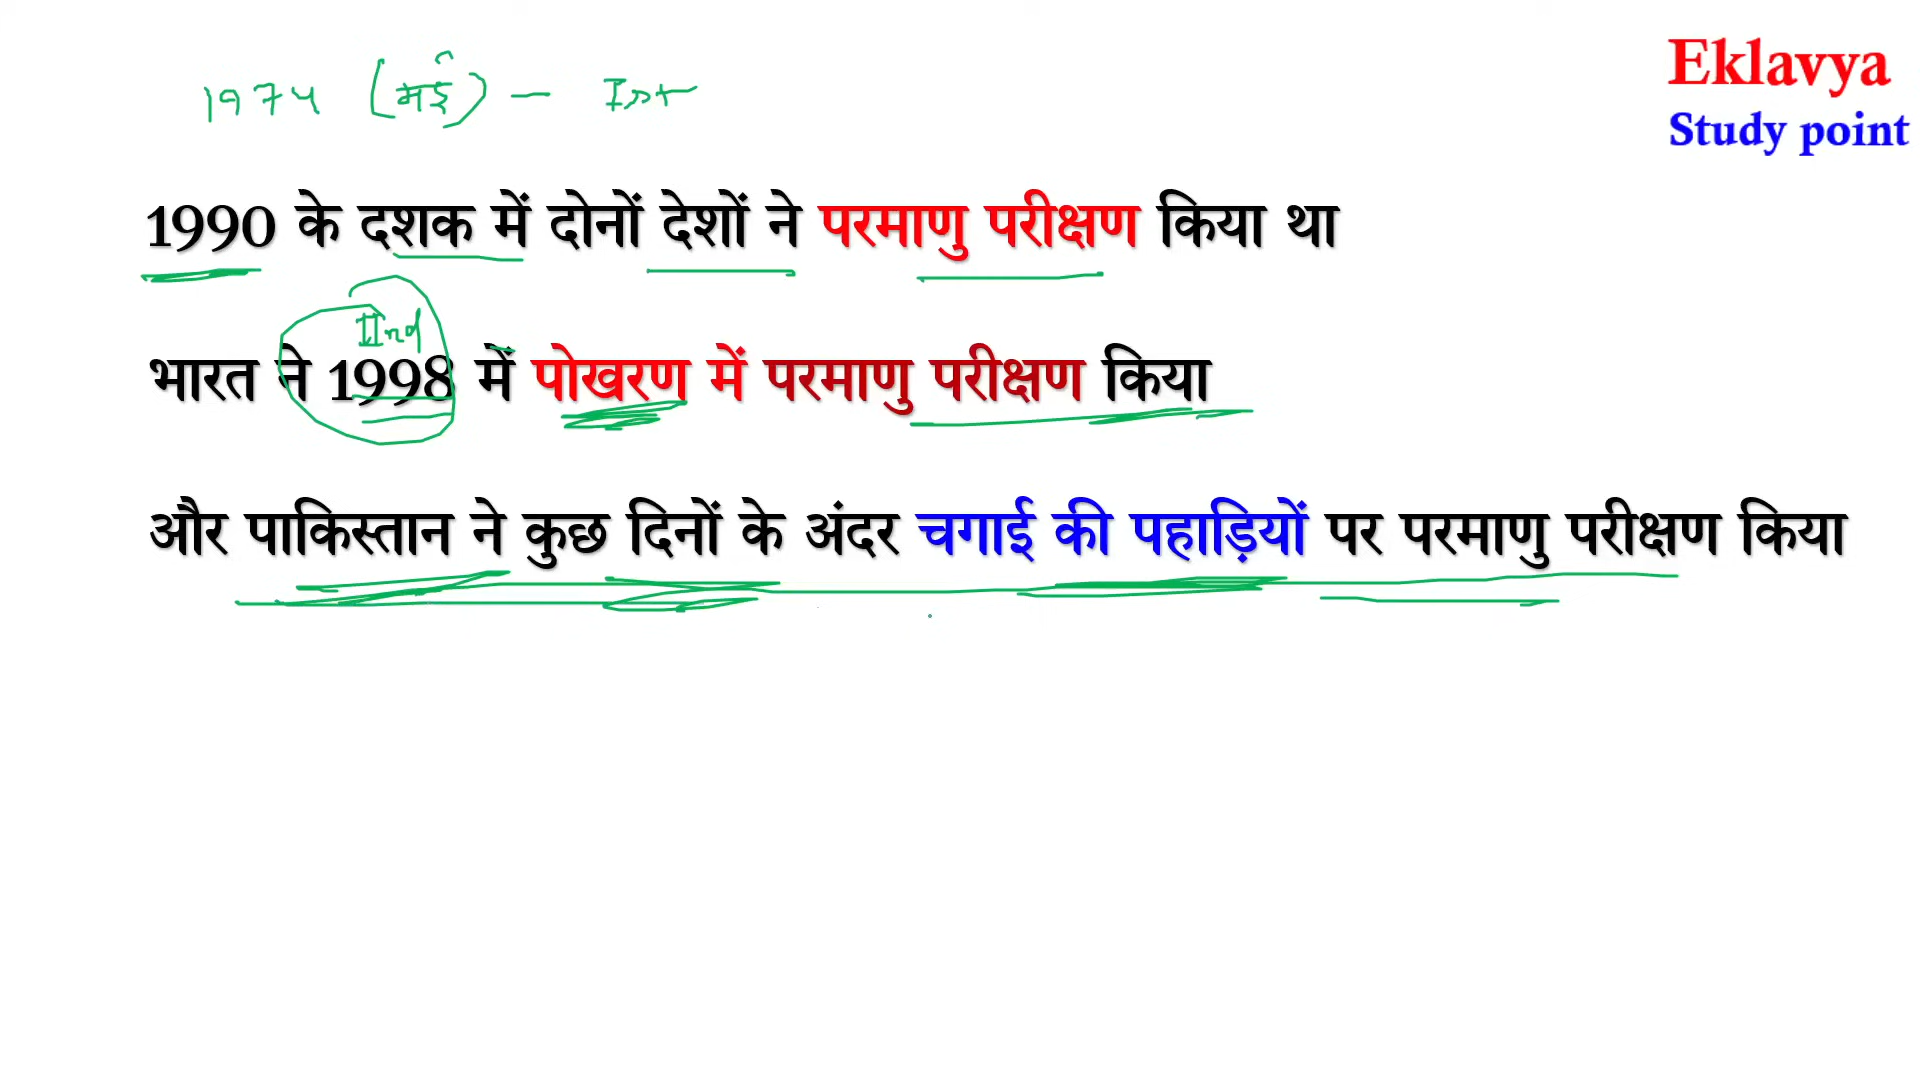 Eklavya
Study point
1974 (मई) – Ist
1990 के दशक में दोनों देशों ने परमाणु परीक्षण किया था
IInd
भारत ने 1998 में पोखरण में परमाणु परीक्षण किया
और पाकिस्तान ने कुछ दिनों के अंदर चगाई की पहाड़ियों पर परमाणु परीक्षण किया